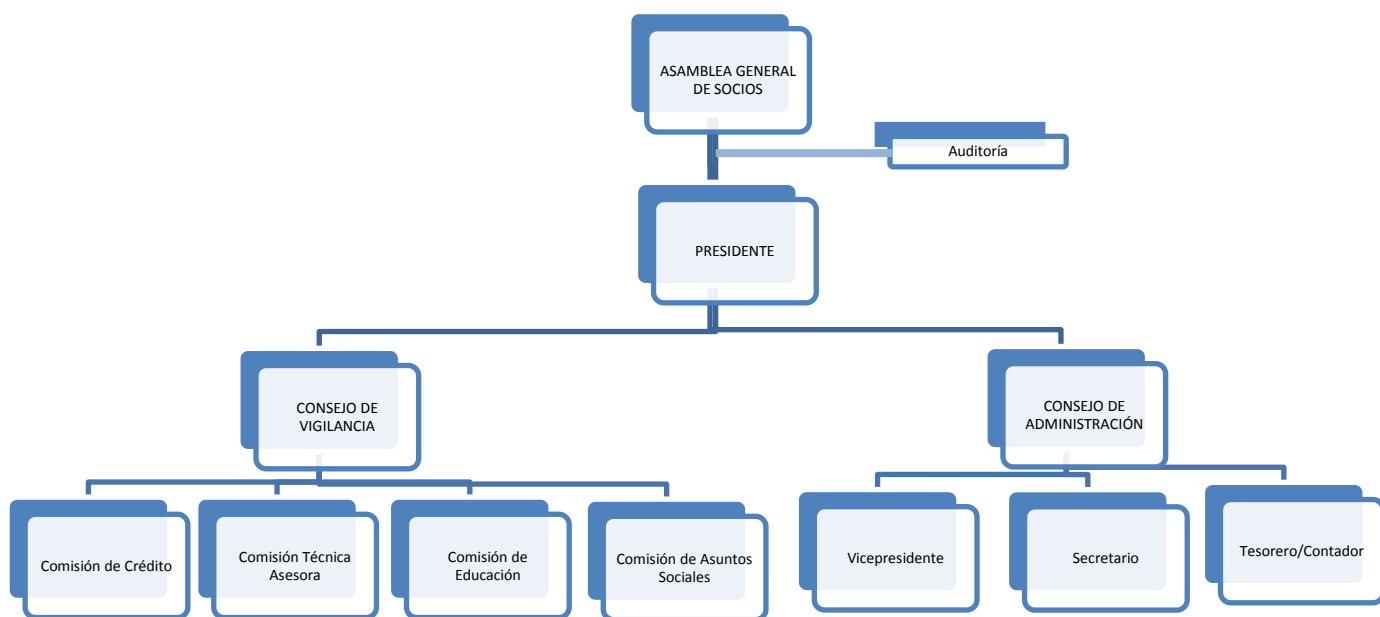 ASAMBLEA GENERAL
DE SOCIOS
Auditoría
PRESIDENTE
CONSEJO DE
VIGILANCIA
CONSEJO DE
ADMINISTRACIÓN
Comisión de Crédito
Comisión Técnica
Asesora
Comisión de
Educación
Comisión de Asuntos
Sociales
Vicepresidente
Secretario
Tesorero/Contador